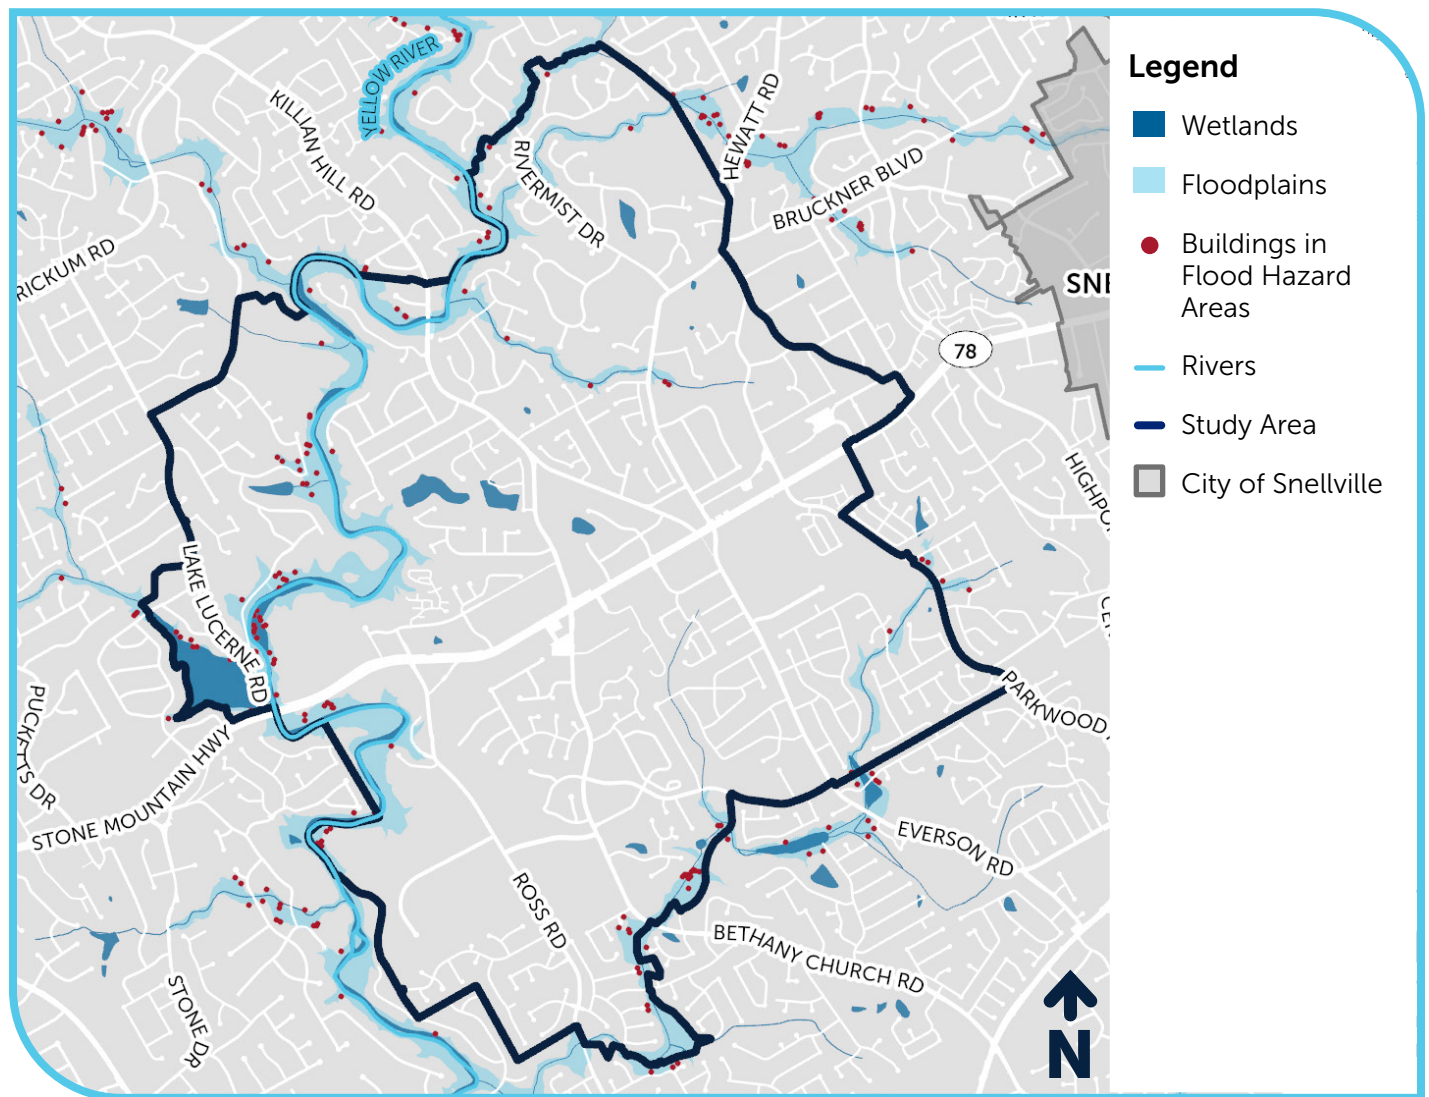 YELLOW RIVER
KILLIAN HILL RD
RIVERMIST DR
HEWATT RD
BRUCKNER BLVD
RICKUM RD
SNE
78
HIGHPO
LAKE LUCERNE RD
PARKWOOD
PUCKETTS DR
STONE MOUNTAIN HWY
EVERSON RD
ROSS RD
BETHANY CHURCH RD
STONE DR
N
Legend
Wetlands
Floodplains
Buildings in
Flood Hazard
Areas
Rivers
Study Area
City of Snellville